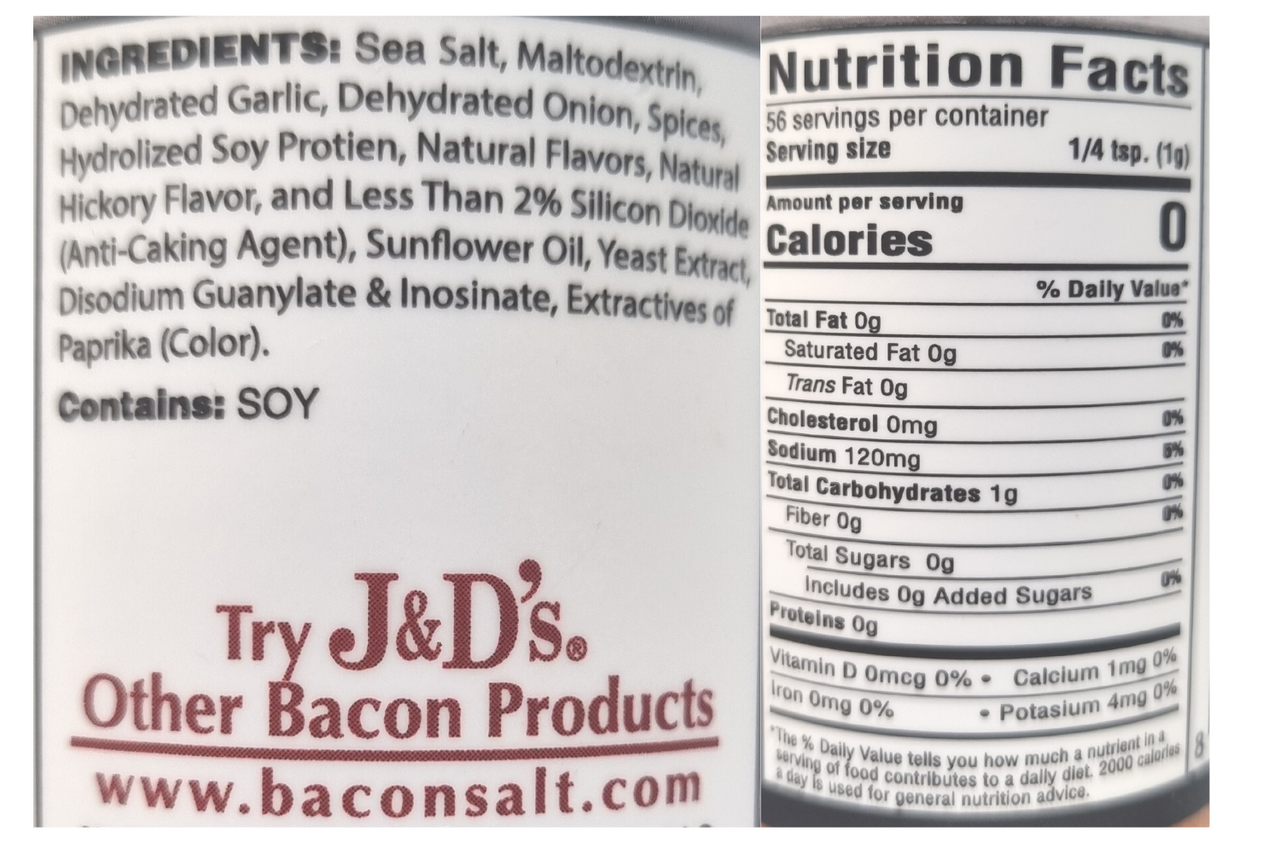 INGREDIENTS: Sea Salt, Maltodextrin,
Dehydrated Garlic, Dehydrated Onion, Spices,
Hydrolized Soy Protien, Natural Flavors, Natural
Hickory Flavor, and Less Than 2% Silicon Dioxide
(Anti-Caking Agent), Sunflower Oil, Yeast Extract,
Disodium Guanylate & Inosinate, Extractives of
Paprika (Color).
Contains: SOY
Try J&D's®
Other Bacon Products
www.baconsalt.com
Nutrition Facts
56 servings per container
Serving size 1/4 tsp. (1g)
Amount per serving
Calories 0
% Daily Value*
Total Fat 0g 0%
Saturated Fat 0g 0%
Trans Fat 0g
Cholesterol 0mg 0%
Sodium 120mg 5%
Total Carbohydrates 1g 0%
Fiber 0g 0%
Total Sugars 0g
Includes 0g Added Sugars 0%
Proteins 0g
Vitamin D 0mcg 0% • Calcium 1mg 0%
Iron 0mg 0% • Potasium 4mg 0%
*The % Daily Value tells you how much a nutrient in a
serving of food contributes to a daily diet. 2000 calories
a day is used for general nutrition advice.
8